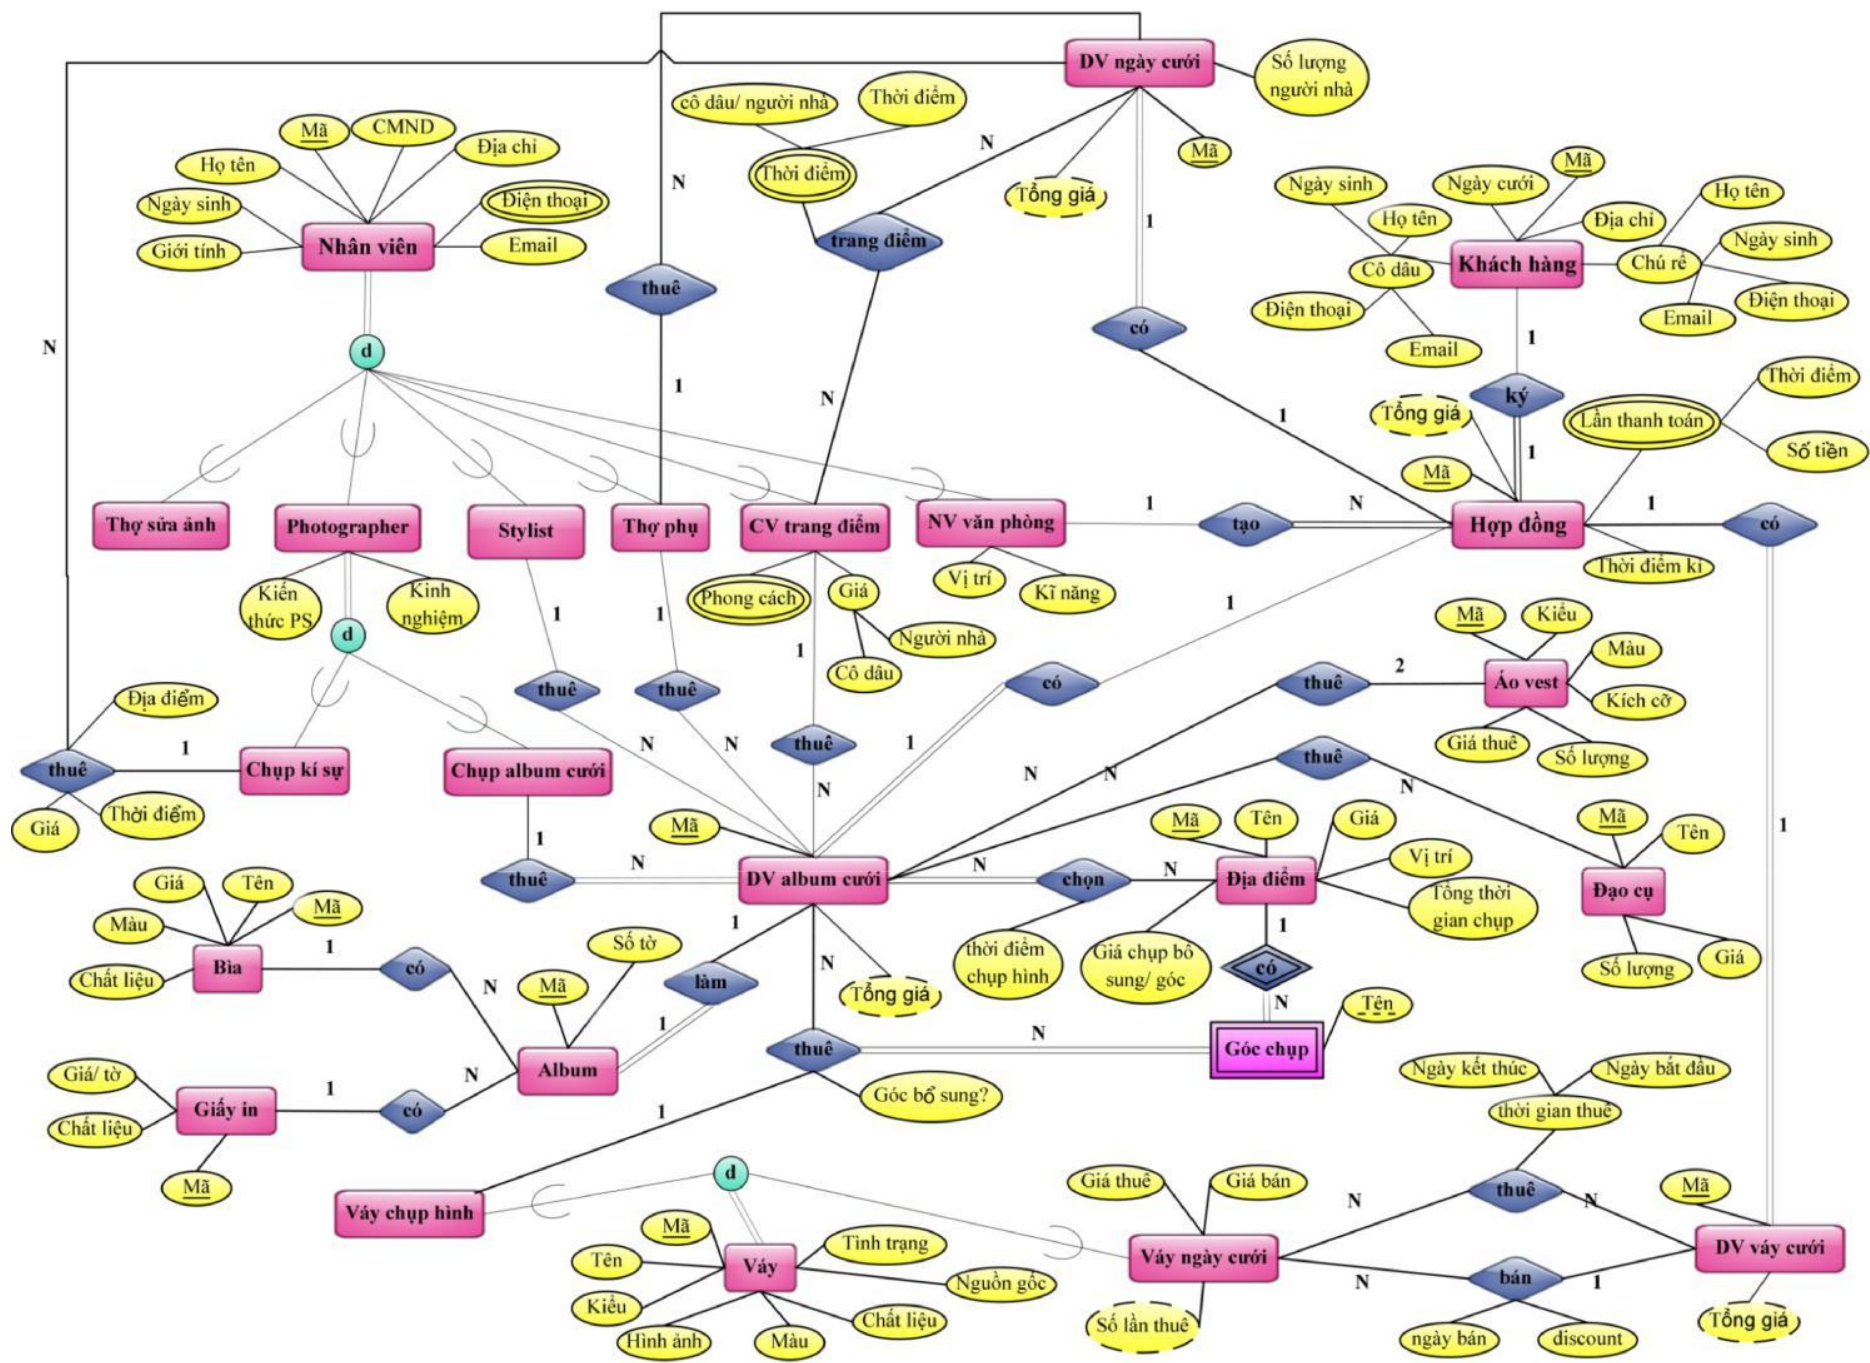 DV ngày cưới
Số lượng
người nhà
cô dâu/ người nhà
Thời điểm
Thời điểm
N
Mã
Tổng giá
N
1
trang điểm
thuê
có
Mã
CMND
Họ tên
Địa chỉ
Ngày sinh
Điện thoại
Giới tính
Nhân viên
Email
Mã
Ngày sinh
Ngày cưới
Họ tên
Họ tên
Địa chỉ
Ngày sinh
Cô dâu
Khách hàng
Chú rể
Điện thoại
Điện thoại
Email
Email
1
N
d
1
N
1
ký
Thời điểm
Tổng giá
Lần thanh toán
Số tiền
1
Mã
Thợ sửa ảnh
Photographer
Stylist
Thợ phụ
CV trang điểm
NV văn phòng
1
tạo
N
Hợp đồng
1
có
Thời điểm kí
Kiến
thức PS
Kinh
nghiệm
Phong cách
Giá
Người nhà
Cô dâu
Vị trí
Kĩ năng
d
1
1
1
1
thuê
thuê
thuê
có
Mã
Kiểu
Màu
thuê
2
Áo vest
Kích cỡ
Giá thuê
Số lượng
Địa điểm
1
thuê
Chụp kí sự
Giá
Thời điểm
Chụp album cưới
N
N
N
1
N
N
thuê
N
1
Mã
1
thuê
N
DV album cưới
N
chọn
N
Mã
Tên
Giá
Địa điểm
Vị trí
Tổng thời
gian chụp
Mã
Tên
Đạo cụ
Số lượng
Giá
Giá
Tên
Mã
Màu
Chất liệu
Bìa
1
có
N
Mã
Số tờ
1
làm
1
N
Tổng giá
thời điểm
chụp hình
Giá chụp bổ
sung/ góc
1
có
N
Tên
Giá/ tờ
Chất liệu
Giấy in
1
có
N
Album
Mã
thuê
N
Góc chụp
Góc bổ sung?
1
Ngày kết thúc
Ngày bắt đầu
thời gian thuê
Váy chụp hình
d
Giá thuê
Giá bán
N
thuê
N
Mã
Mã
Tình trạng
Tên
Váy
Nguồn gốc
Kiểu
Hình ảnh
Màu
Chất liệu
Váy ngày cưới
Số lần thuê
N
bán
1
DV váy cưới
ngày bán
discount
Tổng giá